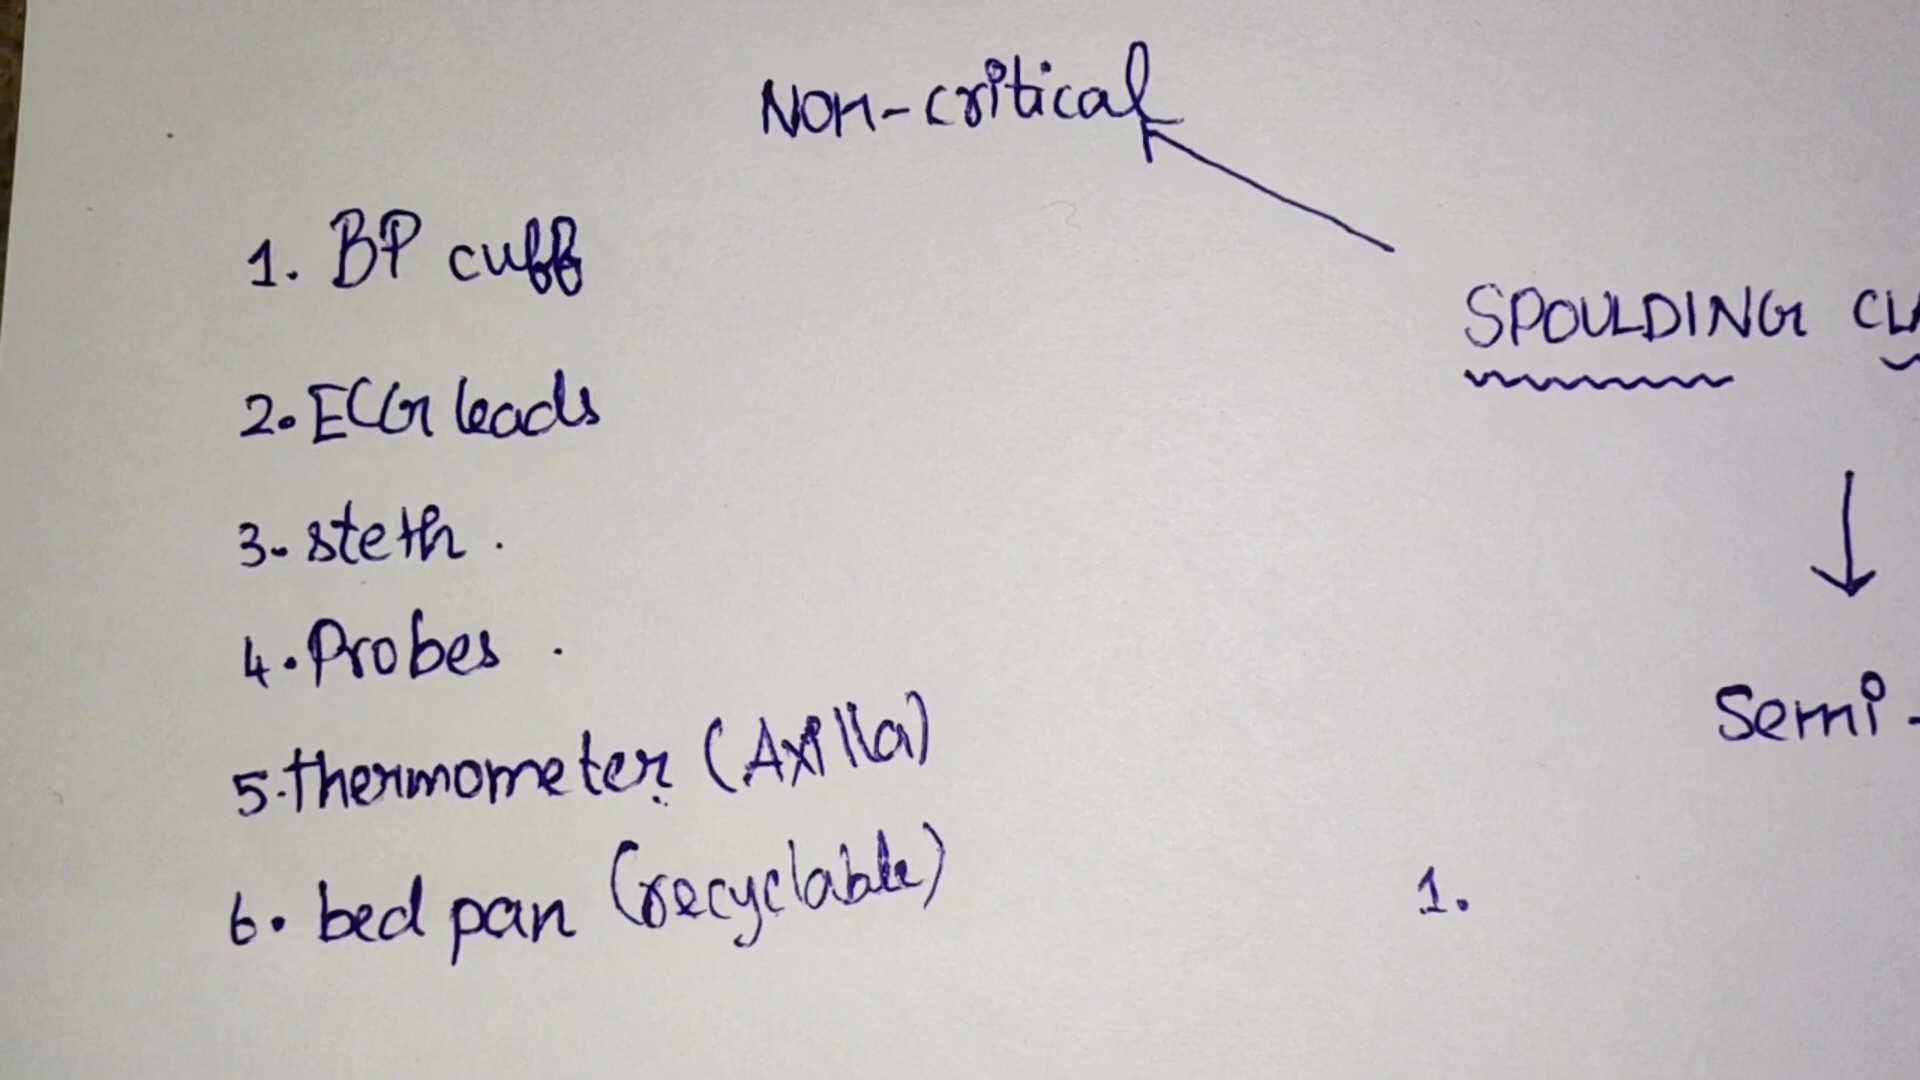 Non-critical
1. BP cuff
2. ECG leads
3. steth.
4. Probes.
5. thermometer (Axilla)
6. bed pan (recyclable)
SPOULDING CLA
Semi-
1.